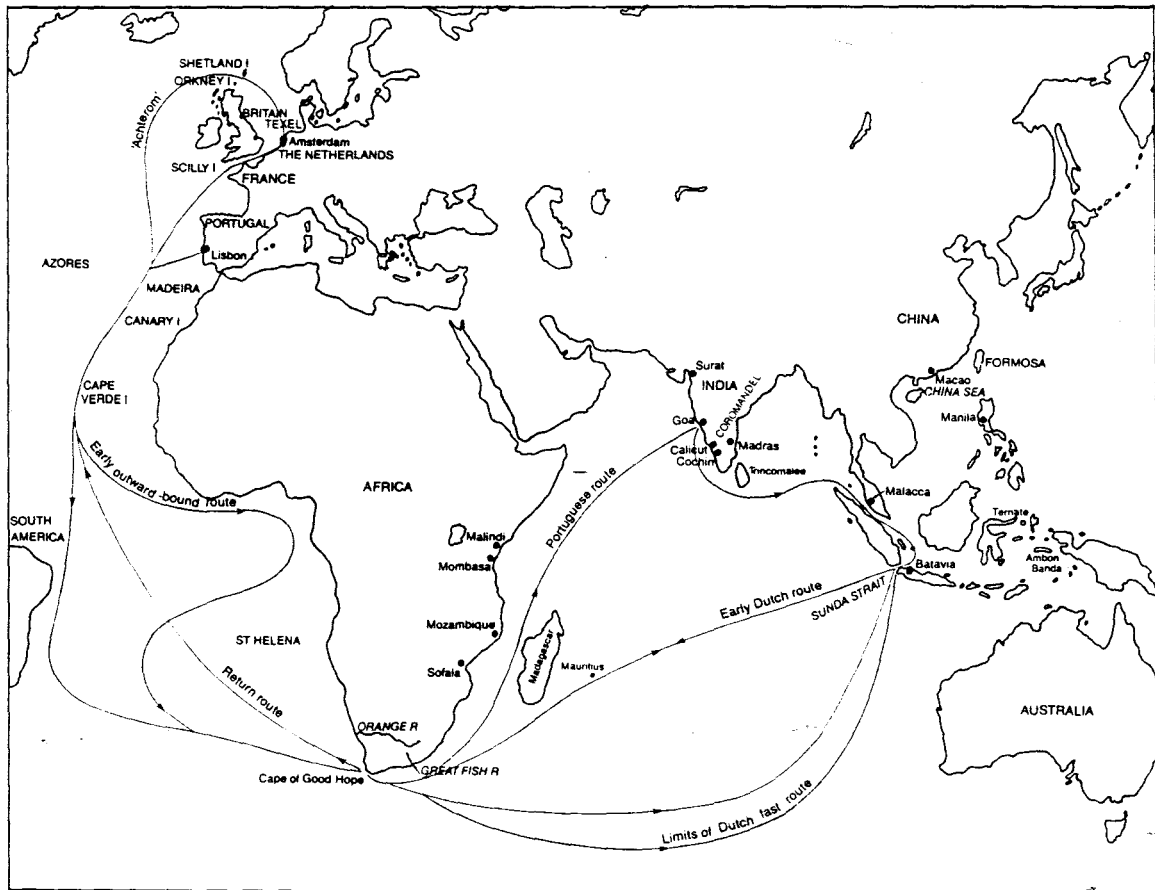 SHETLAND I
ORKNEY I
'Achterom'
BRITAIN
TEXEL
Amsterdam
THE NETHERLANDS
SCILLY I
FRANCE
PORTUGAL
Lisbon
AZORES
MADEIRA
CANARY I
CHINA
FORMOSA
Macao
CHINA SEA
Surat
INDIA
CAPE
VERDE I
Goa
COROMANDEL
Manila
Calicut
Cochin
Madras
Trincomalee
Early outward-bound route
AFRICA
Portuguese route
Malacca
Ternate
SOUTH
AMERICA
Malindi
Mombasa
Ambon
Banda
Batavia
Early Dutch route
SUNDA STRAIT
Mozambique
ST HELENA
Sofala
Madagascar
Mauritius
Return route
AUSTRALIA
ORANGE R
GREAT FISH R
Cape of Good Hope
Limits of Dutch fast route